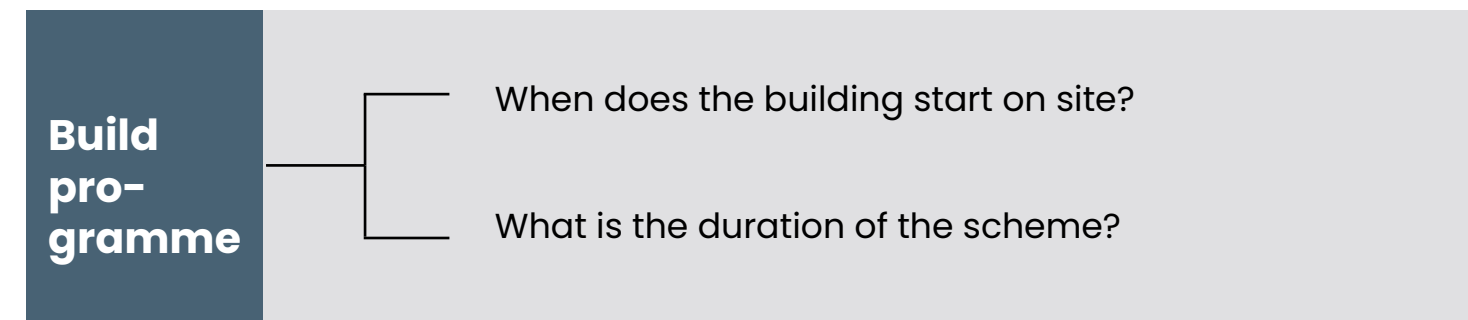 Build
pro-
gramme
When does the building start on site?
What is the duration of the scheme?